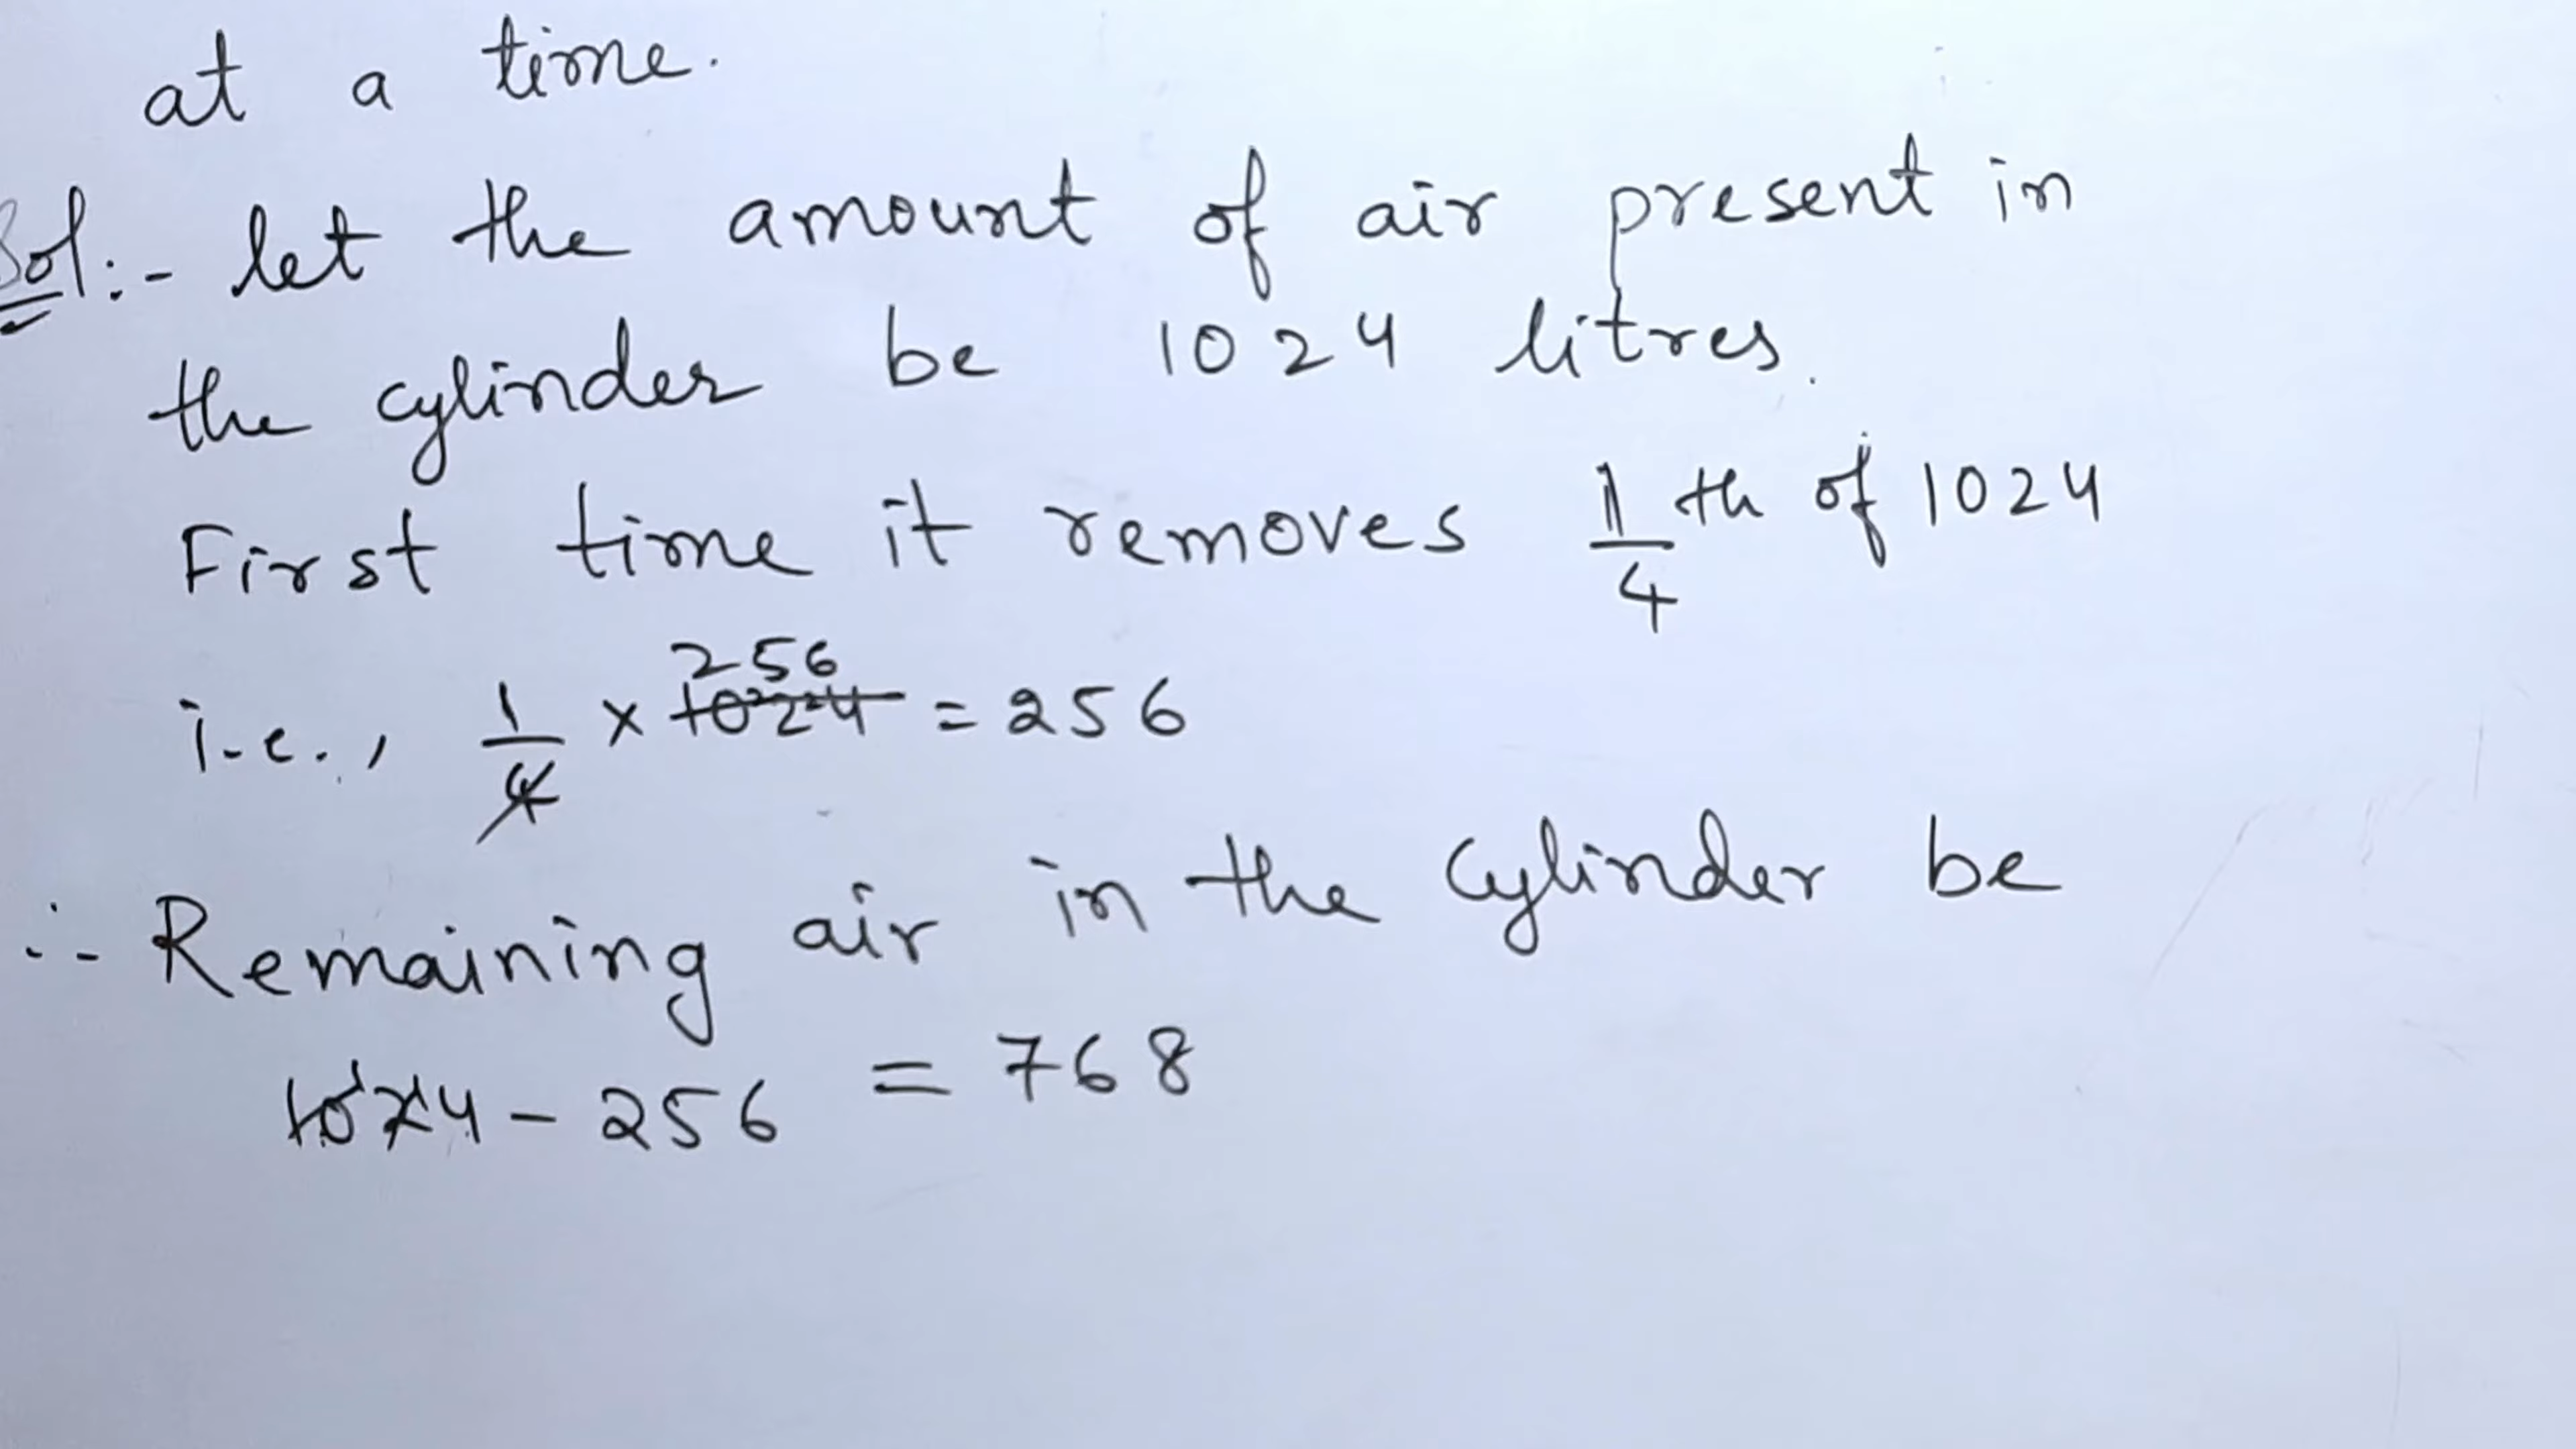 at a time.
Sol:- let the amount of air present in
the cylinder be 1024 litres.
First time it removes 1/4 th of 1024
i.e., 1/4 × 1024 256 = 256
∴ Remaining air in the cylinder be
1024 - 256 = 768